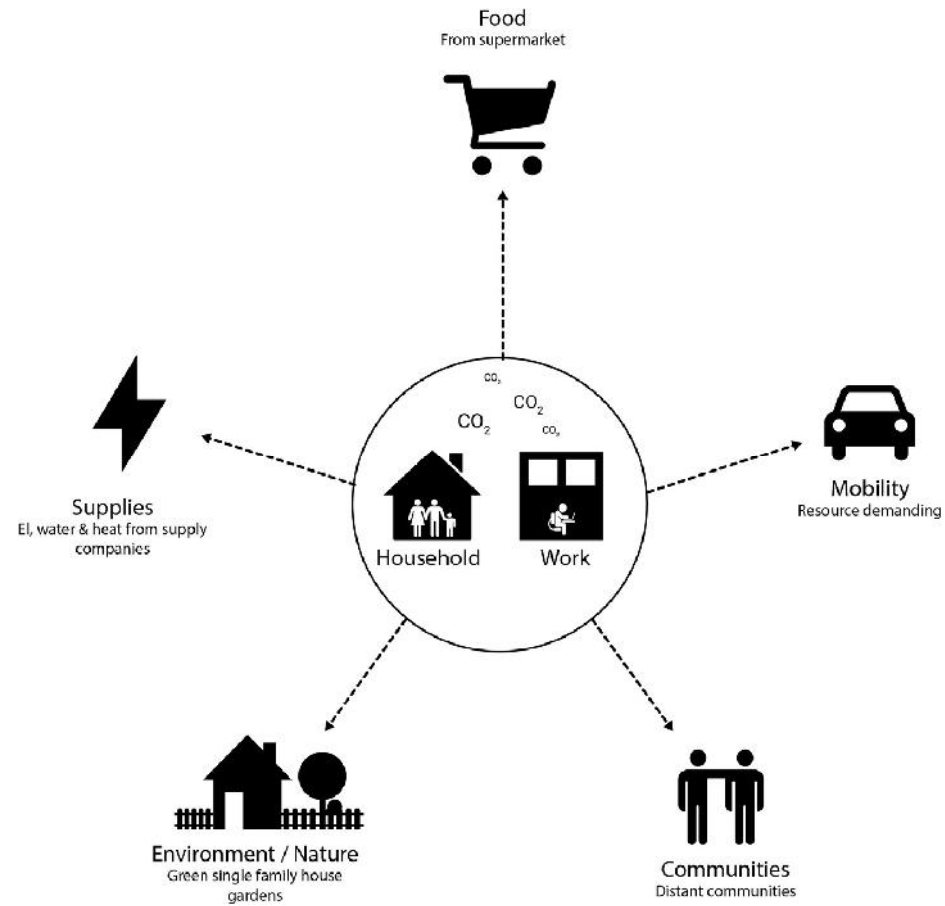 Food
From supermarket
CO₂
CO₂
CO₂
CO₂
Household
Work
Supplies
El, water & heat from supply
companies
Mobility
Resource demanding
Environment / Nature
Green single family house
gardens
Communities
Distant communities